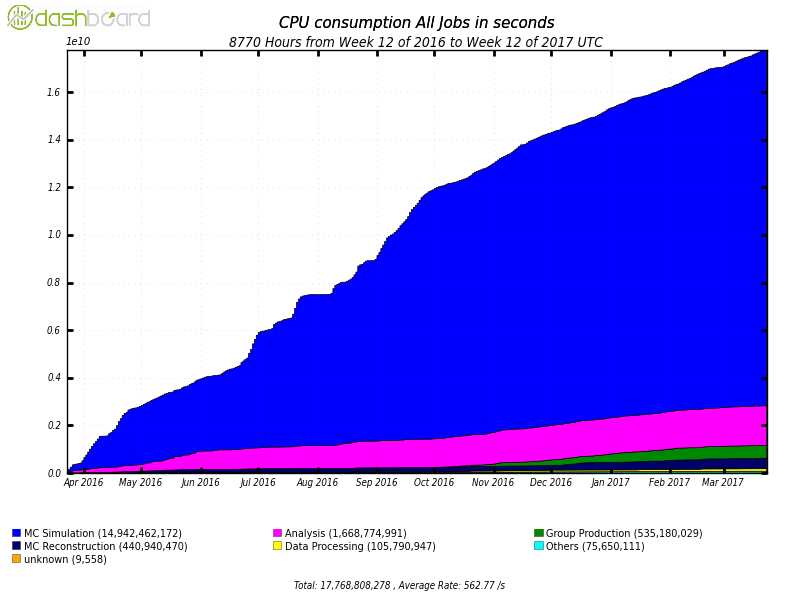 dashboard
CPU consumption All Jobs in seconds
8770 Hours from Week 12 of 2016 to Week 12 of 2017 UTC
1e10
1.6
1.4
1.2
1.0
0.8
0.6
0.4
0.2
0.0
Apr 2016 May 2016 Jun 2016 Jul 2016 Aug 2016 Sep 2016 Oct 2016 Nov 2016 Dec 2016 Jan 2017 Feb 2017 Mar 2017
MC Simulation (14,942,462,172) Analysis (1,668,774,991) Group Production (535,180,029)
MC Reconstruction (440,940,470) Data Processing (105,790,947) Others (75,650,111)
unknown (9,558)
Total: 17,768,808,278 , Average Rate: 562.77 /s